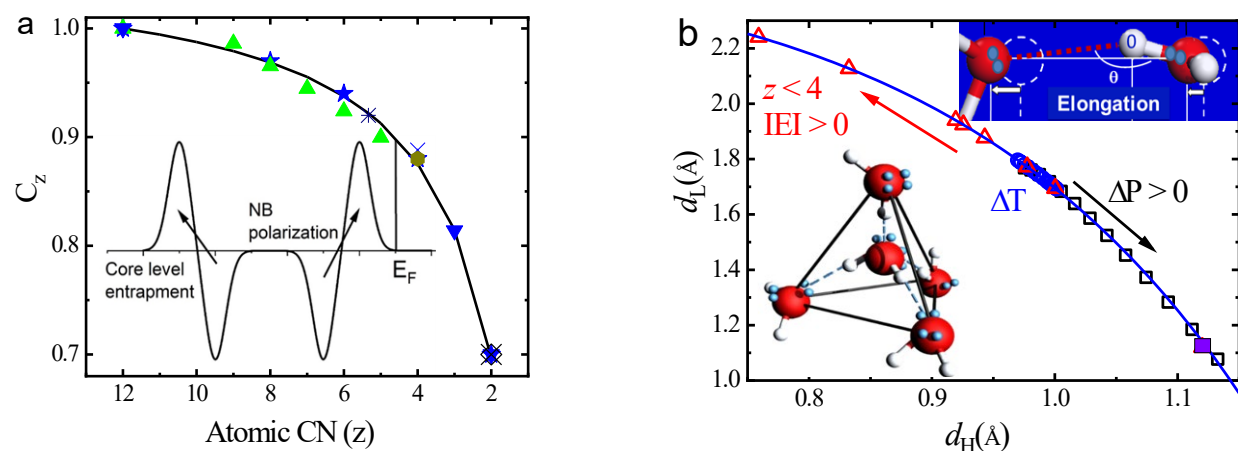 a
1.0
0.9
0.8
0.7
C_z
NB
polarization
Core level
entrapment
E_F
12
10
8
6
4
2
Atomic CN (z)
b
2.2
2.0
1.8
1.6
1.4
1.2
1.0
d_L(Å)
z < 4
IEI > 0
0
θ
Elongation
ΔT
ΔP > 0
0.8
0.9
1.0
1.1
d_H(Å)